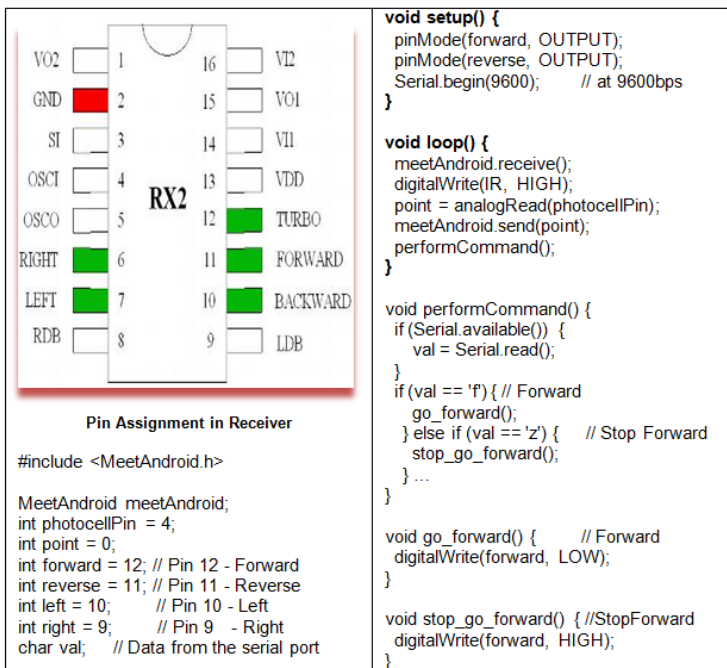 VO2 1 16 VI2
GND 2 15 VO1
SI 3 14 VI1
OSCI 4 13 VDD
RX2
OSCO 5 12 TURBO
RIGHT 6 11 FORWARD
LEFT 7 10 BACKWARD
RDB 8 9 LDB
Pin Assignment in Receiver
#include <MeetAndroid.h>
MeetAndroid meetAndroid;
int photocellPin = 4;
int point = 0;
int forward = 12; // Pin 12 - Forward
int reverse = 11; // Pin 11 - Reverse
int left = 10; // Pin 10 - Left
int right = 9; // Pin 9 - Right
char val; // Data from the serial port
void setup() {
pinMode(forward, OUTPUT);
pinMode(reverse, OUTPUT);
Serial.begin(9600); // at 9600bps
}
void loop() {
meetAndroid.receive();
digitalWrite(IR, HIGH);
point = analogRead(photocellPin);
meetAndroid.send(point);
performCommand();
}
void performCommand() {
if (Serial.available()) {
val = Serial.read();
}
if (val == 'f') { // Forward
go_forward();
} else if (val == 'z') { // Stop Forward
stop_go_forward();
} ...
}
void go_forward() { // Forward
digitalWrite(forward, LOW);
}
void stop_go_forward() { //StopForward
digitalWrite(forward, HIGH);
}